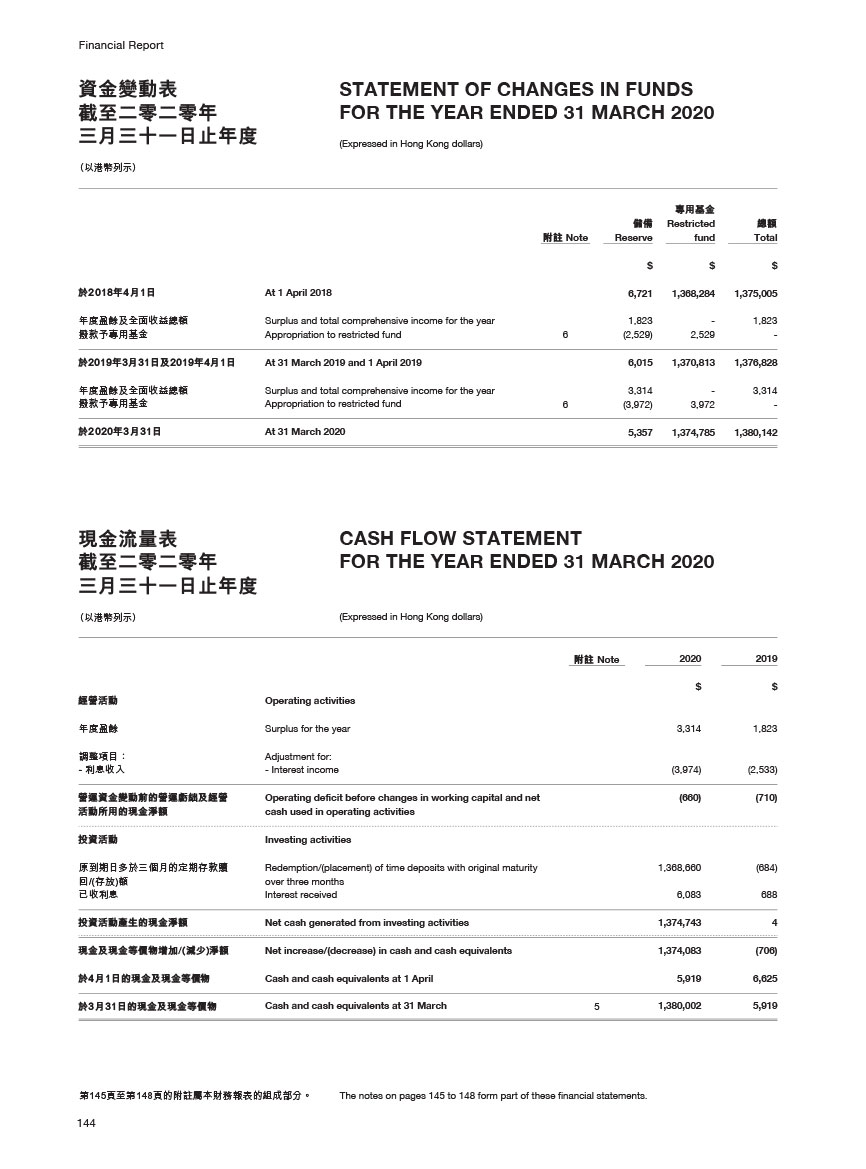 Financial Report
資金變動表
截至二零二零年
三月三十一日止年度
(以港幣列示)
STATEMENT OF CHANGES IN FUNDS
FOR THE YEAR ENDED 31 MARCH 2020
(Expressed in Hong Kong dollars)
專用基金
儲備 Restricted 總額
附註 Note Reserve fund Total
$ $ $
於2018年4月1日 At 1 April 2018 6,721 1,368,284 1,375,005
年度盈餘及全面收益總額 Surplus and total comprehensive income for the year 1,823 - 1,823
撥款予專用基金 Appropriation to restricted fund 6 (2,529) 2,529 -
於2019年3月31日及2019年4月1日 At 31 March 2019 and 1 April 2019 6,015 1,370,813 1,376,828
年度盈餘及全面收益總額 Surplus and total comprehensive income for the year 3,314 - 3,314
撥款予專用基金 Appropriation to restricted fund 6 (3,972) 3,972 -
於2020年3月31日 At 31 March 2020 5,357 1,374,785 1,380,142
現金流量表
截至二零二零年
三月三十一日止年度
(以港幣列示)
CASH FLOW STATEMENT
FOR THE YEAR ENDED 31 MARCH 2020
(Expressed in Hong Kong dollars)
附註 Note 2020 2019
$ $
經營活動 Operating activities
年度盈餘 Surplus for the year 3,314 1,823
調整項目： Adjustment for:
- 利息收入 - Interest income (3,974) (2,533)
營運資金變動前的營運虧絀及經營 Operating deficit before changes in working capital and net (660) (710)
活動所用的現金淨額 cash used in operating activities
投資活動 Investing activities
原到期日多於三個月的定期存款贖 Redemption/(placement) of time deposits with original maturity 1,368,660 (684)
回/(存放)額 over three months
已收利息 Interest received 6,083 688
投資活動產生的現金淨額 Net cash generated from investing activities 1,374,743 4
現金及現金等價物增加/(減少)淨額 Net increase/(decrease) in cash and cash equivalents 1,374,083 (706)
於4月1日的現金及現金等價物 Cash and cash equivalents at 1 April 5,919 6,625
於3月31日的現金及現金等價物 Cash and cash equivalents at 31 March 5 1,380,002 5,919
第145頁至第148頁的附註屬本財務報表的組成部分。 The notes on pages 145 to 148 form part of these financial statements.
144